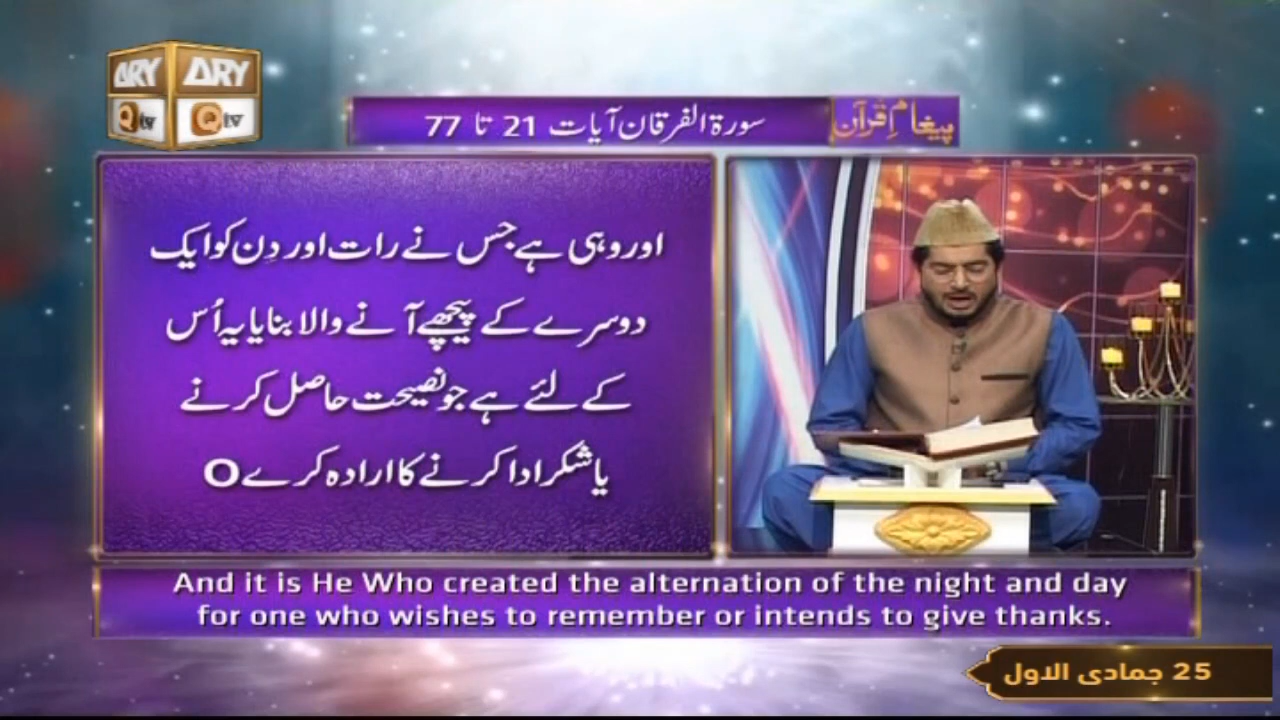 ARY
ARY
Qtv
Qtv
پیغامِ قرآن
سورۃ الفرقان آیات 21 تا 77
اور وہی ہے جس نے رات اور دِن کو ایک
دوسرے کے پیچھے آنے والا بنایا یہ اُس
کے لئے ہے جو نصیحت حاصل کرنے
یا شکر ادا کرنے کا ارادہ کرے O
And it is He Who created the alternation of the night and day
for one who wishes to remember or intends to give thanks.
25 جمادی الاول